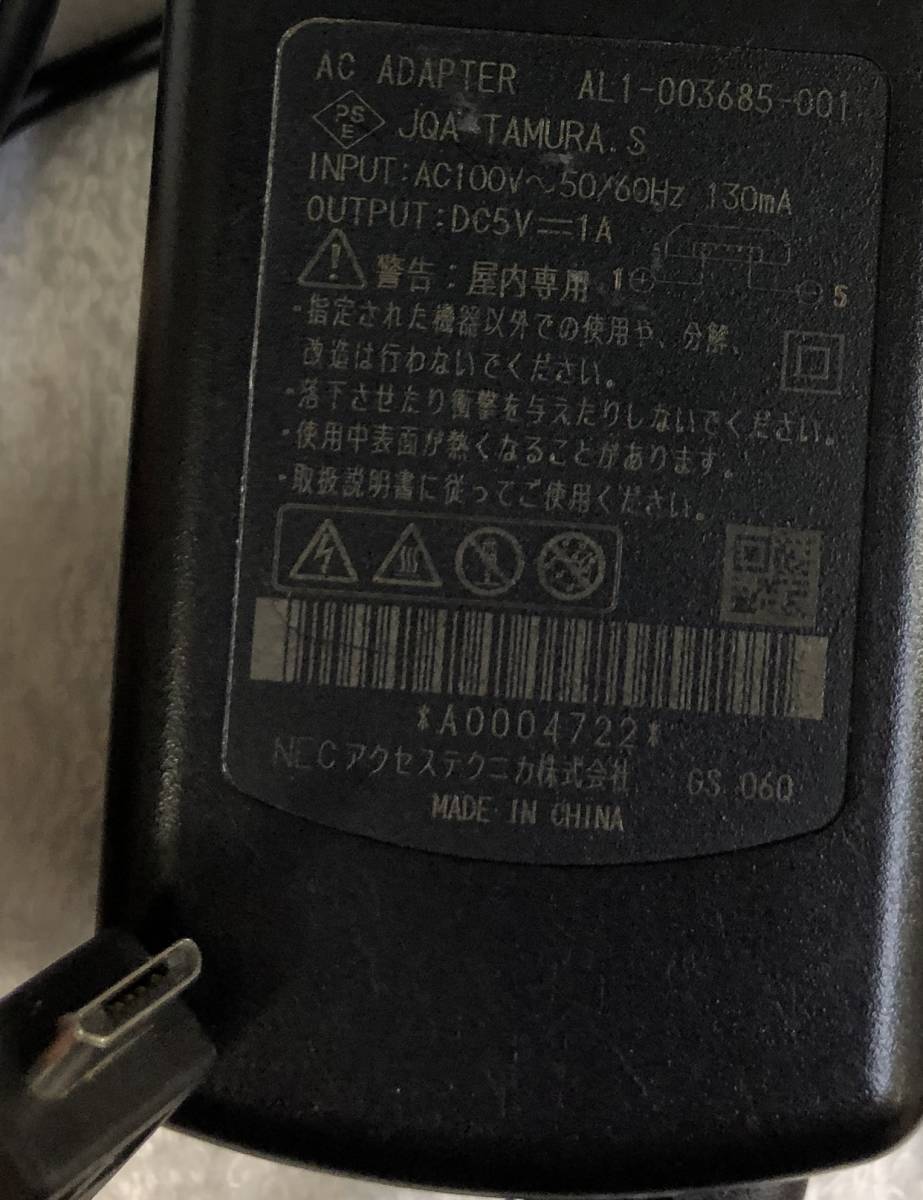 AC ADAPTER AL1-003685-001
PS
E
JQA TAMURA.S
INPUT:AC100V～50/60Hz 130mA
OUTPUT:DC5V⎓1A
警告：屋内専用 1 + - 5
・指定された機器以外での使用や、分解、
改造は行わないでください。
・落下させたり衝撃を与えたりしないでください。
・使用中表面が熱くなることがあります。
・取扱説明書に従ってご使用ください。
*A0004722*
NECアクセステクニカ株式会社 GS 06Q
MADE IN CHINA